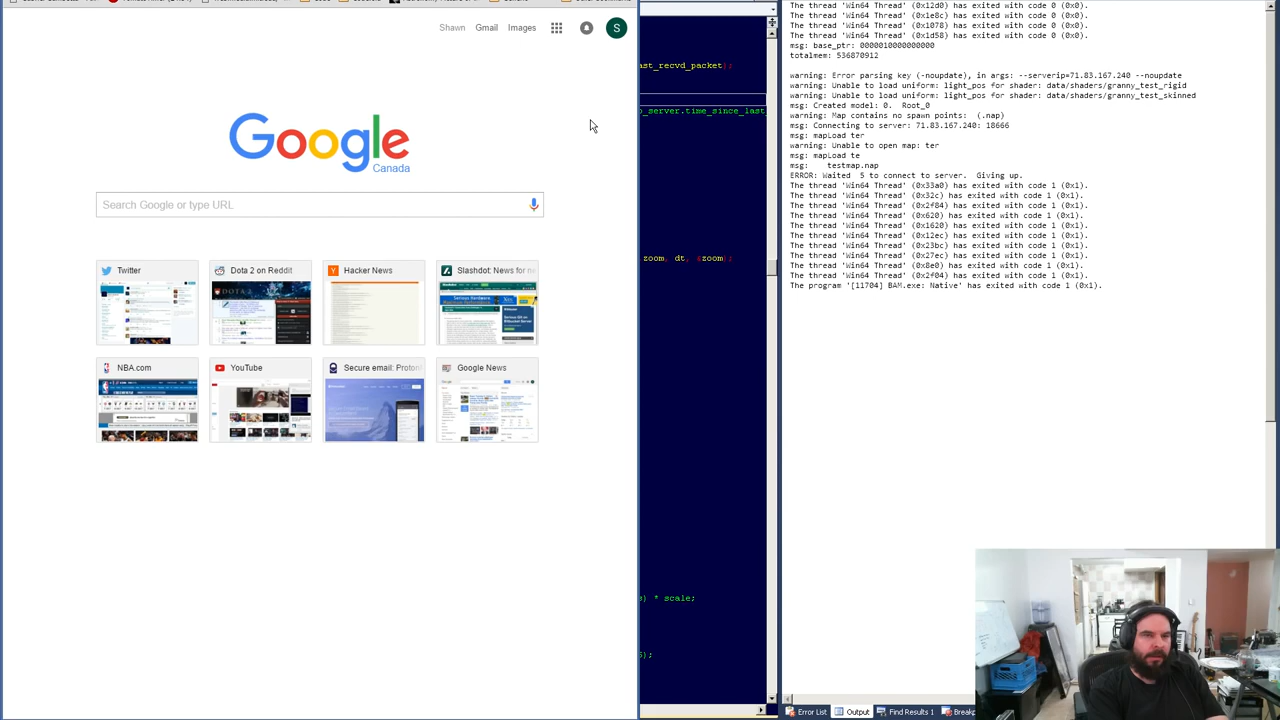 Shawn Gmail Images
S
Google
Canada
Search Google or type URL
Twitter
Dota 2 on Reddit
Hacker News
Slashdot: News for ne
NBA.com
YouTube
Secure email: Proton
Google News
ast_recvd_packet);
o_server.time_since_last
zoom, dt, &zoom);
s) * scale;
The thread 'Win64 Thread' (0x12d0) has exited with code 0 (0x0).
The thread 'Win64 Thread' (0x1e8c) has exited with code 0 (0x0).
The thread 'Win64 Thread' (0x1078) has exited with code 0 (0x0).
The thread 'Win64 Thread' (0x1d58) has exited with code 0 (0x0).
msg: base_ptr: 0000010000000000
totalmem: 536870912
warning: Error parsing key (-noupdate), in args: --serverip=71.83.167.240 --noupdate
warning: Unable to load uniform: light_pos for shader: data/shaders/granny_test_rigid
warning: Unable to load uniform: light_pos for shader: data/shaders/granny_test_skinned
msg: Created model: 0. Root_0
warning: Map contains no spawn points: (.nap)
msg: Connecting to server: 71.83.167.240: 18666
msg: mapLoad ter
warning: Unable to open map: ter
msg: mapLoad te
msg: testmap.nap
ERROR: Waited 5 to connect to server. Giving up.
The thread 'Win64 Thread' (0x33a0) has exited with code 1 (0x1).
The thread 'Win64 Thread' (0x32c) has exited with code 1 (0x1).
The thread 'Win64 Thread' (0x2f84) has exited with code 1 (0x1).
The thread 'Win64 Thread' (0x620) has exited with code 1 (0x1).
The thread 'Win64 Thread' (0x1620) has exited with code 1 (0x1).
The thread 'Win64 Thread' (0x12ec) has exited with code 1 (0x1).
The thread 'Win64 Thread' (0x23bc) has exited with code 1 (0x1).
The thread 'Win64 Thread' (0x27ec) has exited with code 1 (0x1).
The thread 'Win64 Thread' (0x8e0) has exited with code 1 (0x1).
The thread 'Win64 Thread' (0x2f04) has exited with code 1 (0x1).
The program '[11704] BAM.exe: Native' has exited with code 1 (0x1).
Error List Output Find Results 1 Breakp